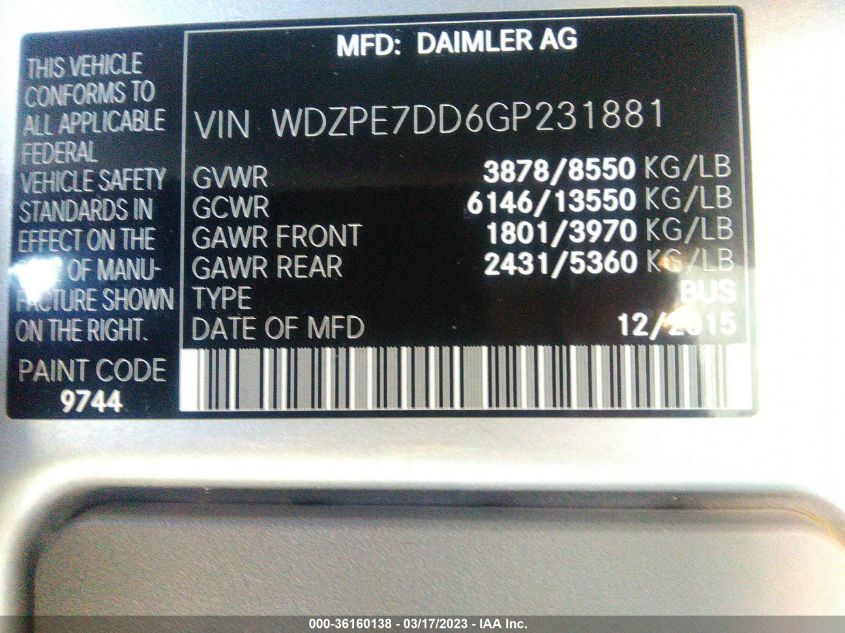 MFD: DAIMLER AG
THIS VEHICLE
CONFORMS TO
ALL APPLICABLE
FEDERAL
VEHICLE SAFETY
STANDARDS IN
EFFECT ON THE
OF MANU-
FACTURE SHOWN
ON THE RIGHT.
PAINT CODE
9744
VIN WDZPE7DD6GP231881
GVWR 3878/8550 KG/LB
GCWR 6146/13550 KG/LB
GAWR FRONT 1801/3970 KG/LB
GAWR REAR 2431/5360 KG/LB
TYPE BUS
DATE OF MFD 12/2015
000-36160138 - 03/17/2023 - IAA Inc.